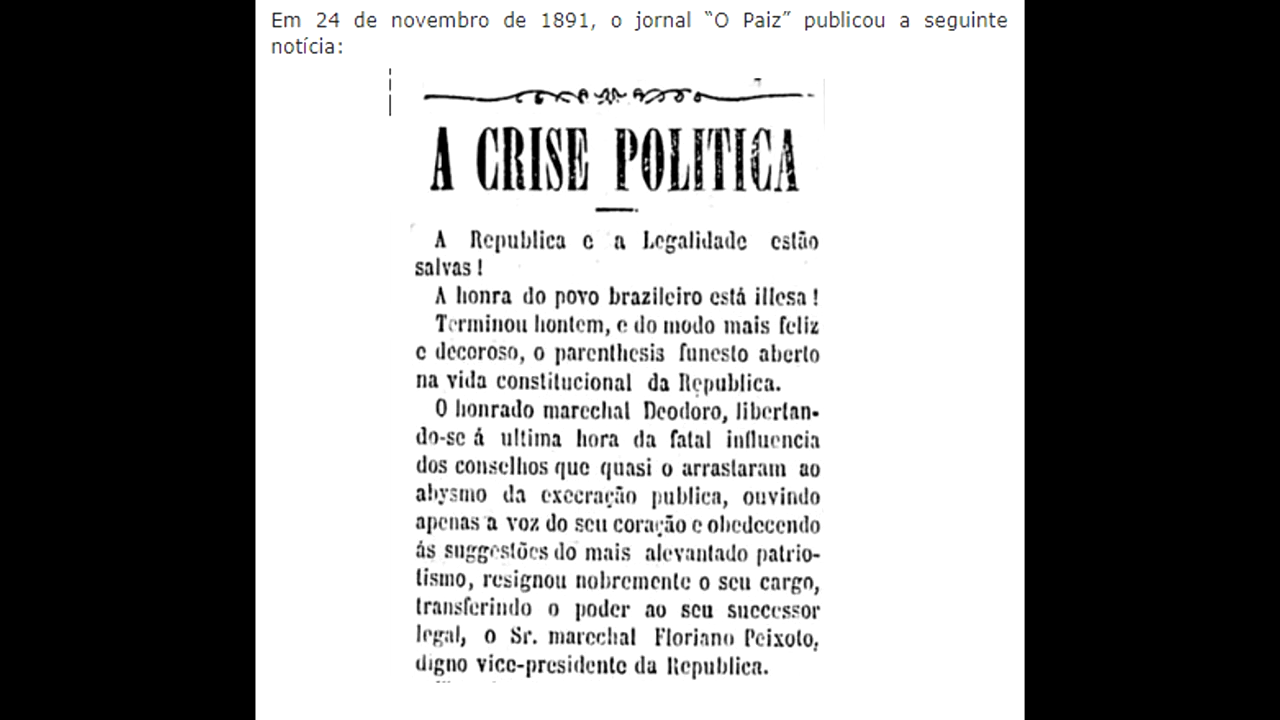 Em 24 de novembro de 1891, o jornal “O Paiz” publicou a seguinte
notícia:
A CRISE POLITICA
A Republica e a Legalidade estão
salvas !
A honra do povo brazileiro está illesa !
Terminou hontem, e do modo mais feliz
e decoroso, o parenthesis funesto aberto
na vida constitucional da Republica.
O honrado marechal Deodoro, libertan-
do-se á ultima hora da fatal influencia
dos conselhos que quasi o arrastaram ao
abysmo da execração publica, ouvindo
apenas a voz do seu coração e obedecendo
ás suggestões do mais alevantado patrio-
tismo, resignou nobremente o seu cargo,
transferindo o poder ao seu successor
legal, o Sr. marechal Floriano Peixoto,
digno vice-presidente da Republica.